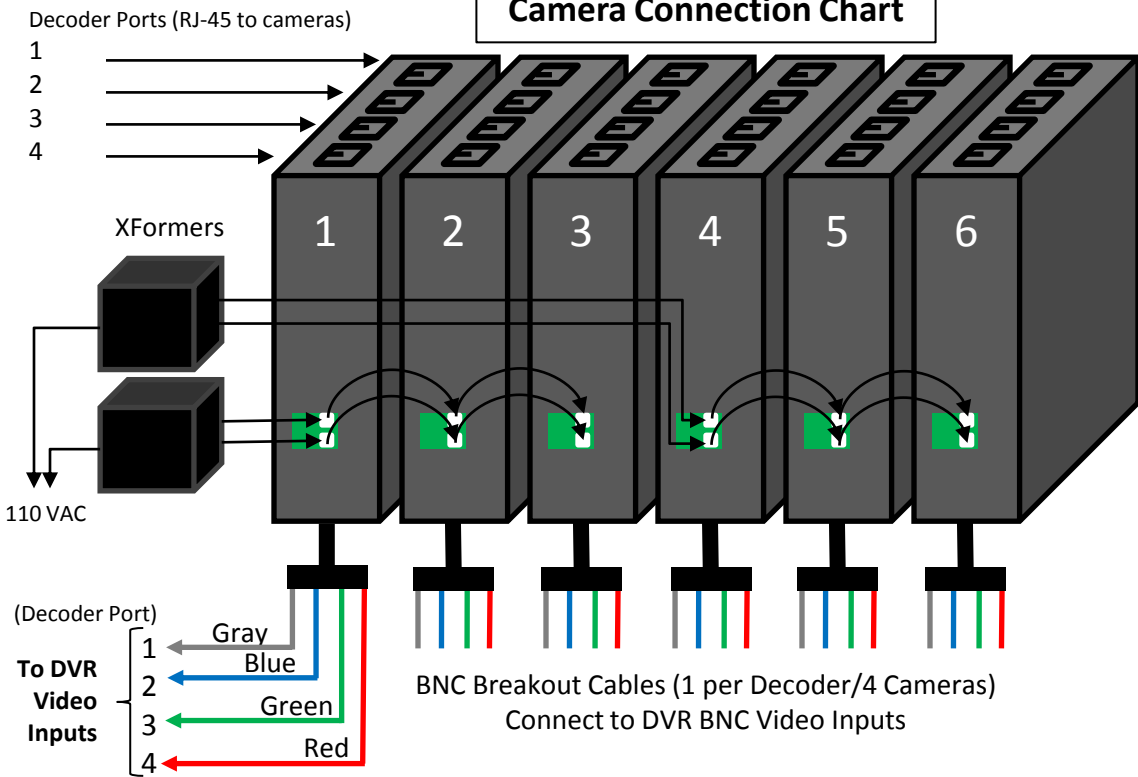 Camera Connection Chart
Decoder Ports (RJ-45 to cameras)
1
2
3
4
XFormers
1 2 3 4 5 6
110 VAC
(Decoder Port)
To DVR
Video
Inputs
1
2
3
4
Gray
Blue
Green
Red
BNC Breakout Cables (1 per Decoder/4 Cameras)
Connect to DVR BNC Video Inputs